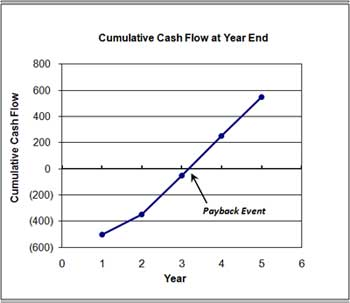 Cumulative Cash Flow at Year End
Cumulative Cash Flow
800
600
400
200
0
(200)
(400)
(600)
Payback Event
0 1 2 3 4 5 6
Year